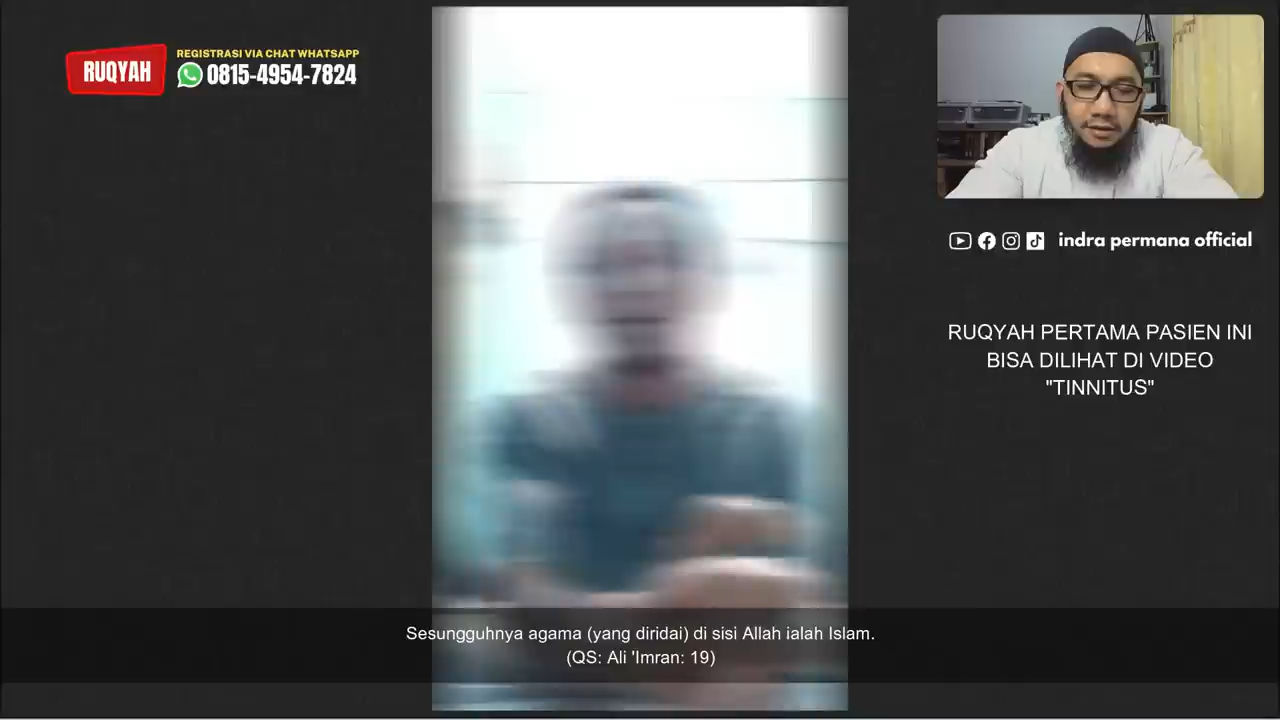 RUQYAH
REGISTRASI VIA CHAT WHATSAPP
0815-4954-7824
indra permana official
RUQYAH PERTAMA PASIEN INI
BISA DILIHAT DI VIDEO
"TINNITUS"
Sesungguhnya agama (yang diridai) di sisi Allah ialah Islam.
(QS: Ali 'Imran: 19)